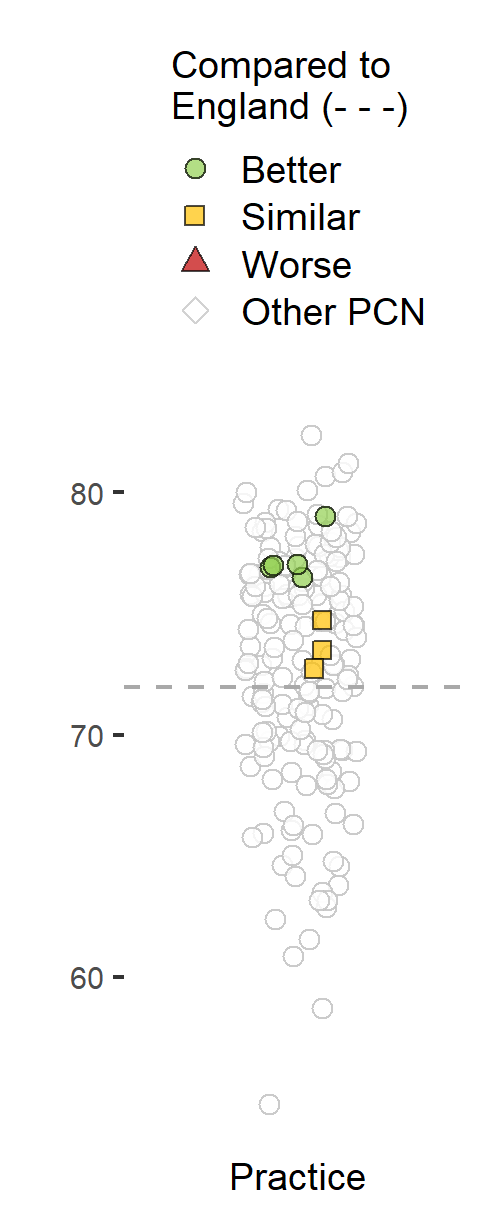 Compared to
England (- - -)
Better
Similar
Worse
Other PCN
80
70
60
Practice